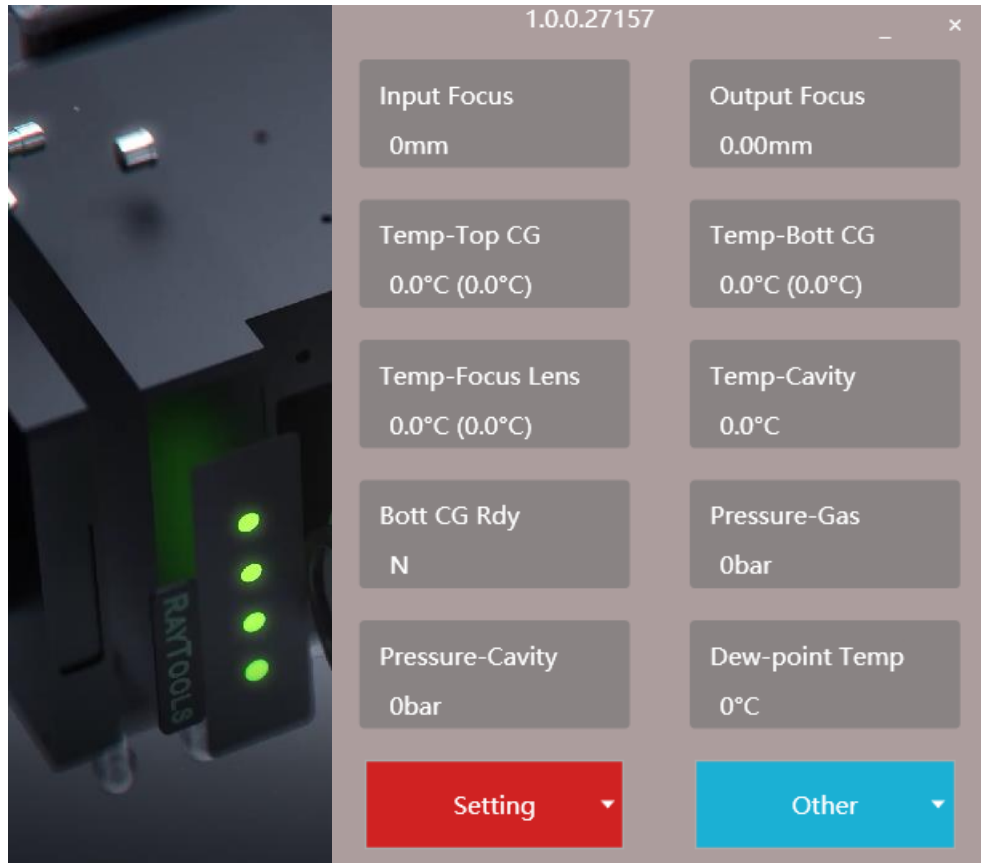 1.0.0.27157
_ ×
Input Focus
0mm
Output Focus
0.00mm
Temp-Top CG
0.0°C (0.0°C)
Temp-Bott CG
0.0°C (0.0°C)
Temp-Focus Lens
0.0°C (0.0°C)
Temp-Cavity
0.0°C
Bott CG Rdy
N
Pressure-Gas
0bar
Pressure-Cavity
0bar
Dew-point Temp
0°C
Setting
Other
RAYTOOLS